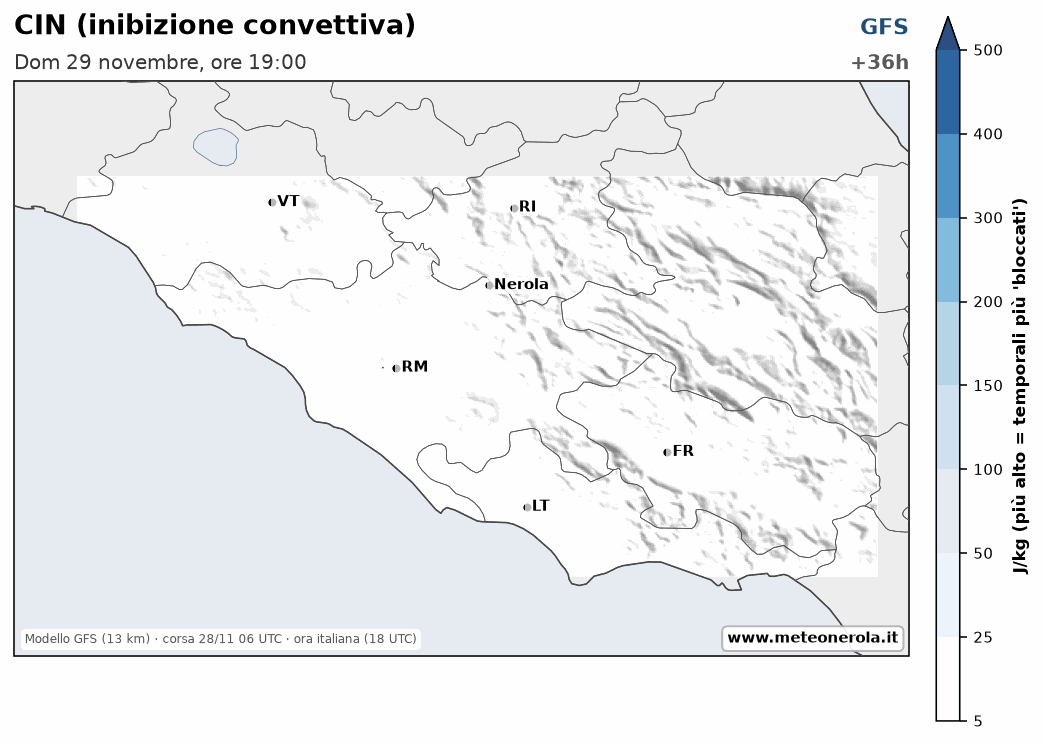 CIN (inibizione convettiva)
GFS
Dom 29 novembre, ore 19:00
+36h
VT
RI
Nerola
RM
FR
LT
Modello GFS (13 km) · corsa 28/11 06 UTC · ora italiana (18 UTC)
www.meteonerola.it
500
400
300
200
150
100
50
25
5
J/kg (più alto = temporali più 'bloccati')